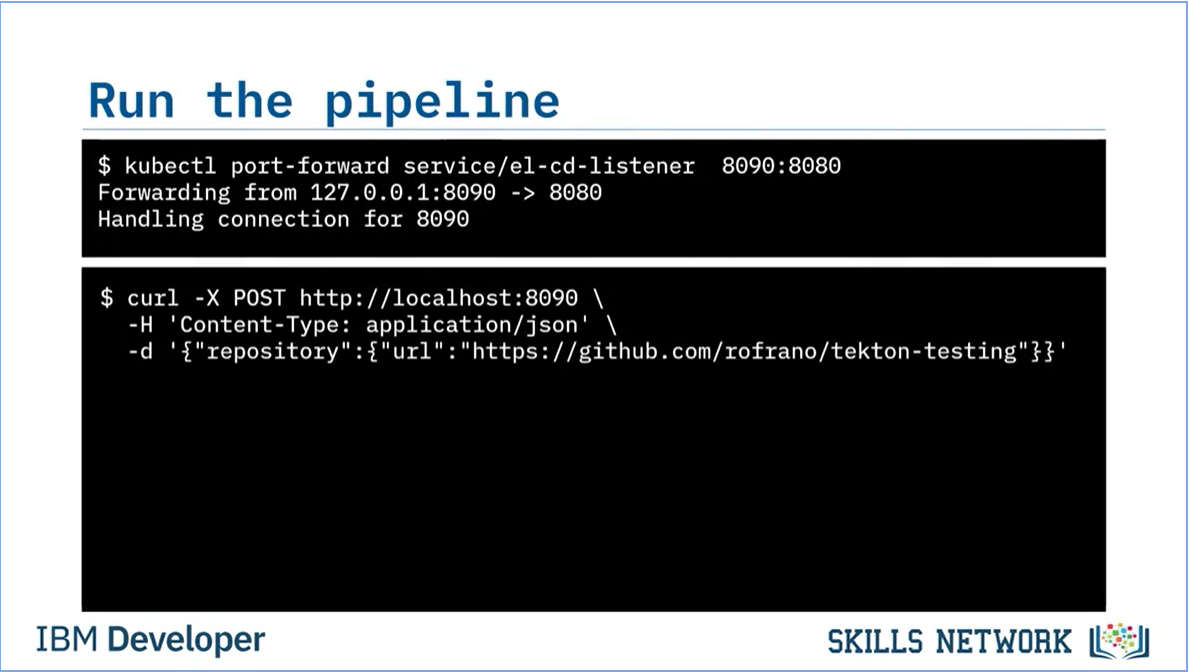 Run the pipeline
$ kubectl port-forward service/el-cd-listener  8090:8080
Forwarding from 127.0.0.1:8090 -> 8080
Handling connection for 8090
$ curl -X POST http://localhost:8090 \
  -H 'Content-Type: application/json' \
  -d '{"repository":{"url":"https://github.com/rofrano/tekton-testing"}}'
IBM Developer
SKILLS NETWORK